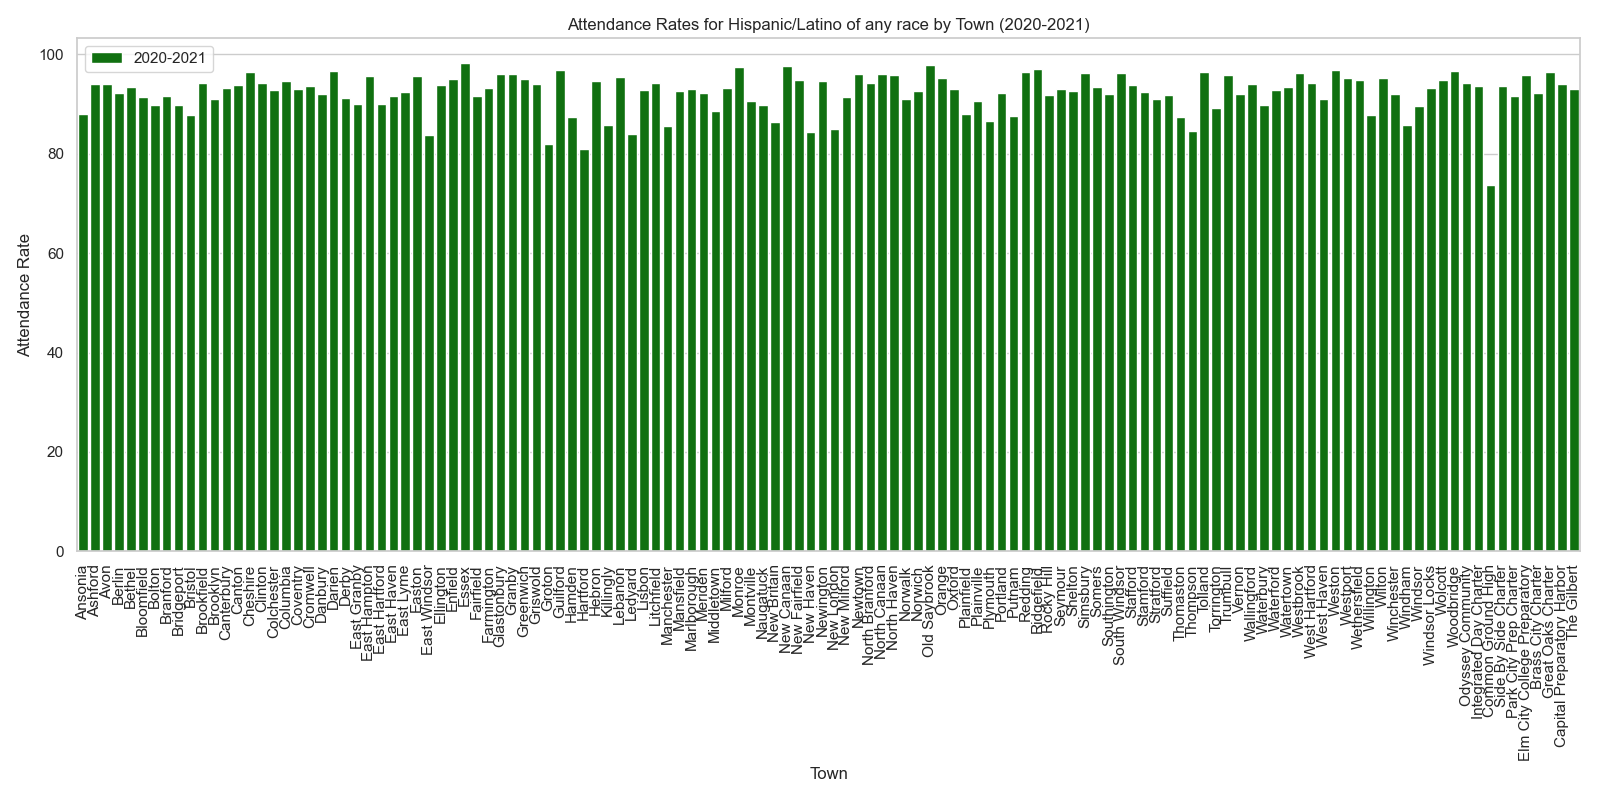 Attendance Rates for Hispanic/Latino of any race by Town (2020-2021)
2020-2021
100
80
60
40
20
0
Attendance Rate
Ansonia
Ashford
Avon
Berlin
Bethel
Bloomfield
Bolton
Branford
Bridgeport
Bristol
Brookfield
Brooklyn
Canterbury
Canton
Cheshire
Clinton
Colchester
Columbia
Coventry
Cromwell
Danbury
Darien
Derby
East Granby
East Hampton
East Hartford
East Haven
East Lyme
Easton
East Windsor
Ellington
Enfield
Essex
Fairfield
Farmington
Glastonbury
Granby
Greenwich
Griswold
Groton
Guilford
Hamden
Hartford
Hebron
Killingly
Lebanon
Ledyard
Lisbon
Litchfield
Manchester
Mansfield
Marlborough
Meriden
Middletown
Milford
Monroe
Montville
Naugatuck
New Britain
New Canaan
New Fairfield
New Haven
Newington
New London
New Milford
Newtown
North Branford
North Canaan
North Haven
Norwalk
Norwich
Old Saybrook
Orange
Oxford
Plainfield
Plainville
Plymouth
Portland
Putnam
Redding
Ridgefield
Rocky Hill
Seymour
Shelton
Simsbury
Somers
Southington
South Windsor
Stafford
Stamford
Stratford
Suffield
Thomaston
Thompson
Tolland
Torrington
Trumbull
Vernon
Wallingford
Waterbury
Waterford
Watertown
Westbrook
West Hartford
West Haven
Weston
Westport
Wethersfield
Willington
Wilton
Winchester
Windham
Windsor
Windsor Locks
Wolcott
Woodbridge
Odyssey Community
Integrated Day Charter
Common Ground High
Side By Side Charter
Park City Prep Charter
Elm City College Preparatory
Brass City Charter
Great Oaks Charter
Capital Preparatory Harbor
The Gilbert
Town